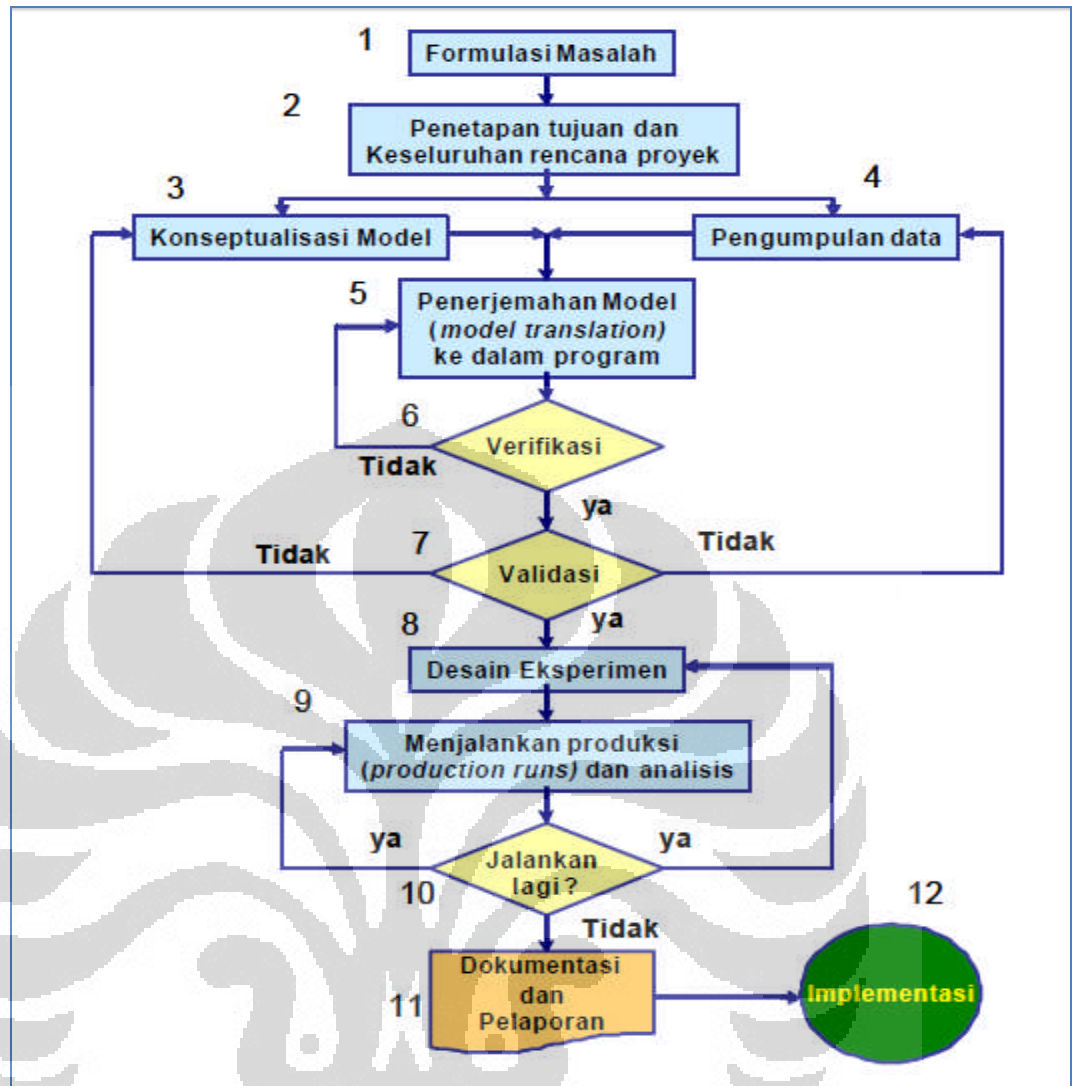 1
Formulasi Masalah
2
Penetapan tujuan dan
Keseluruhan rencana proyek
3
Konseptualisasi Model
4
Pengumpulan data
5
Penerjemahan Model
(model translation)
ke dalam program
6
Verifikasi
Tidak
ya
7
Validasi
Tidak
Tidak
ya
8
Desain Eksperimen
9
Menjalankan produksi
(production runs) dan analisis
ya
ya
Jalankan
lagi?
10
Tidak
11
Dokumentasi
dan
Pelaporan
12
Implementasi